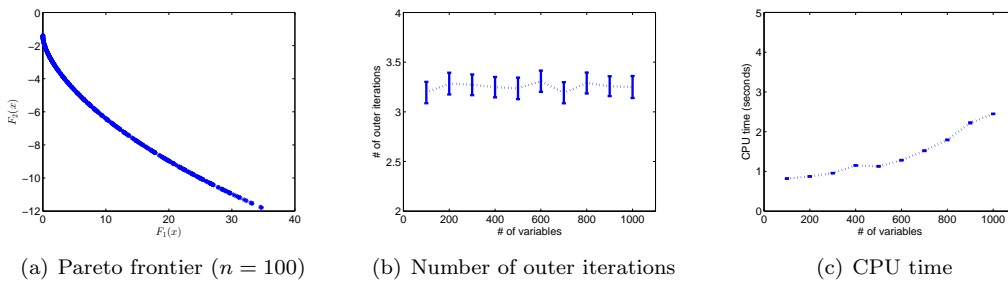 0
−2
−4
−6
−8
−10
−12
0 10 20 30 40
F₂(x)
F₁(x)
4
3.5
3
2.5
2
0 200 400 600 800 1000
# of outer iterations
# of variables
5
4
3
2
1
0
0 200 400 600 800 1000
CPU time (seconds)
# of variables
(a) Pareto frontier (n = 100)
(b) Number of outer iterations
(c) CPU time